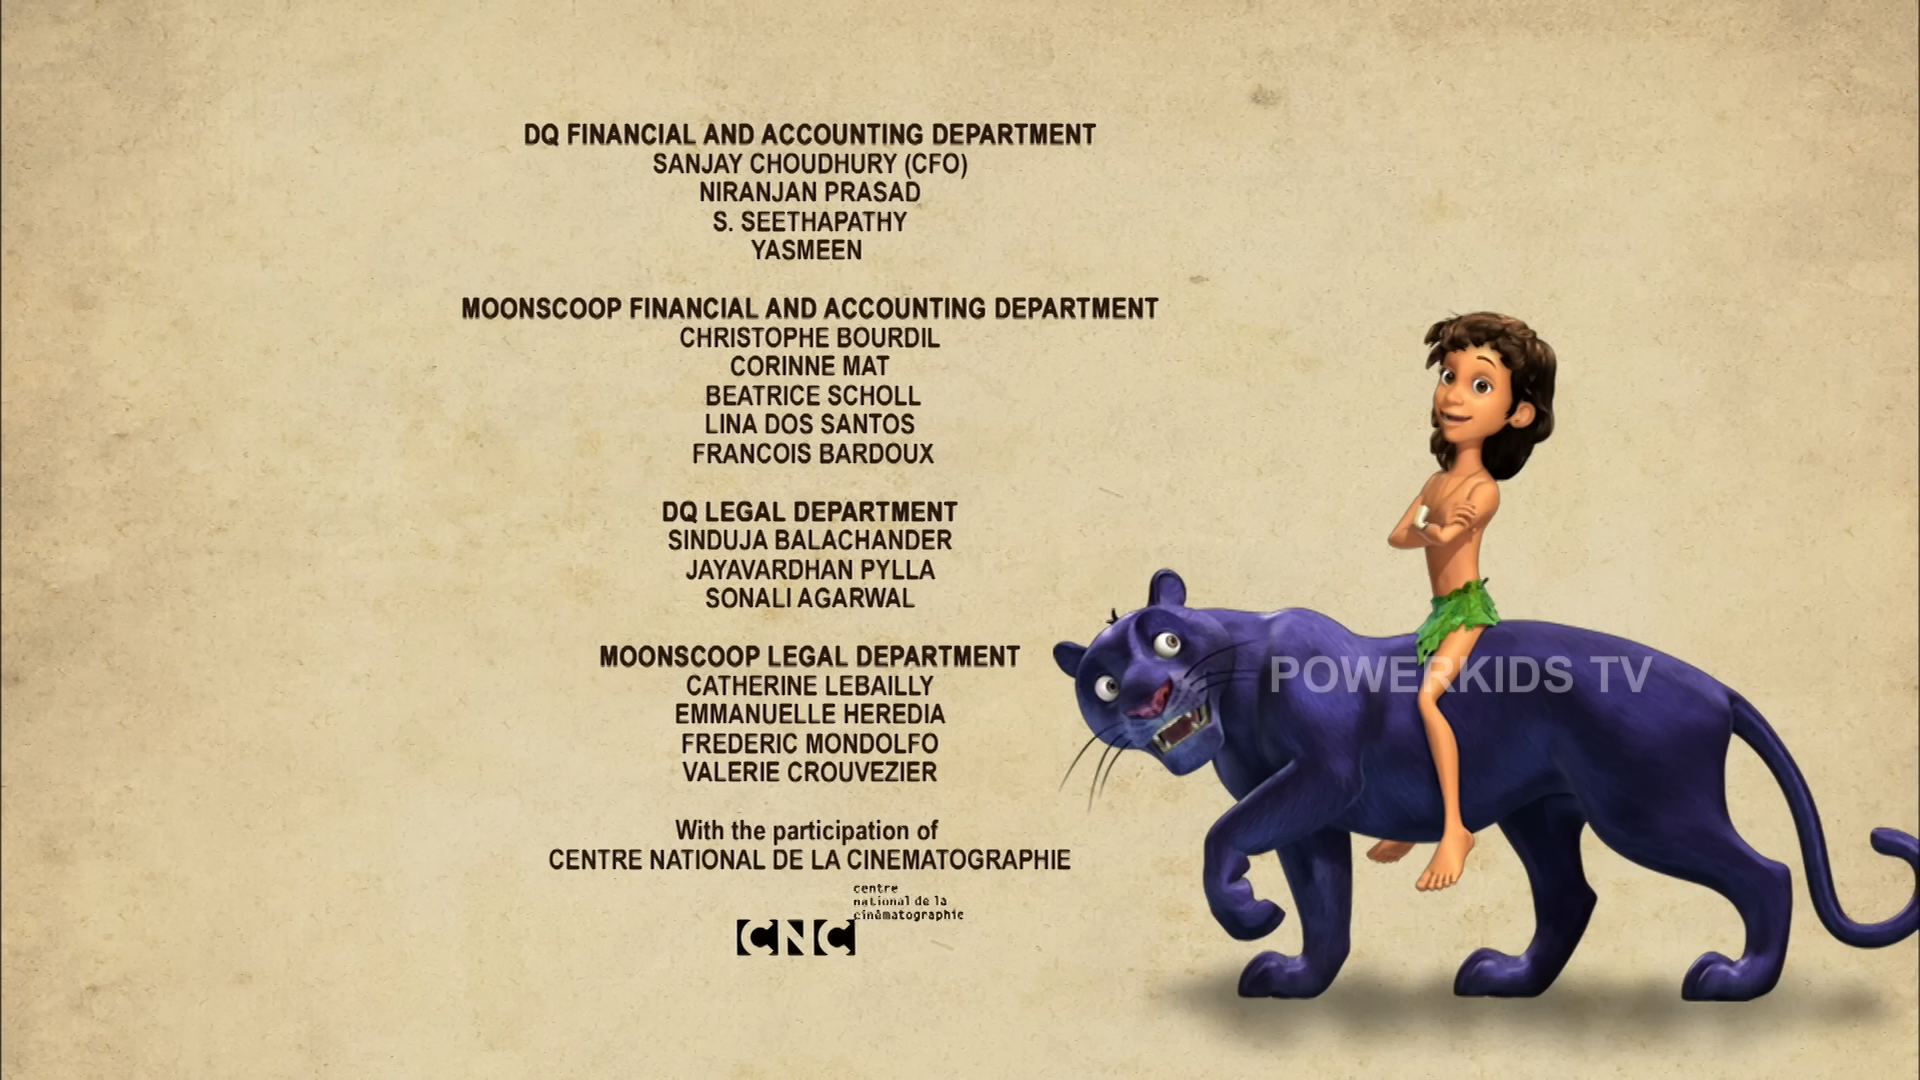 DQ FINANCIAL AND ACCOUNTING DEPARTMENT
SANJAY CHOUDHURY (CFO)
NIRANJAN PRASAD
S. SEETHAPATHY
YASMEEN
MOONSCOOP FINANCIAL AND ACCOUNTING DEPARTMENT
CHRISTOPHE BOURDIL
CORINNE MAT
BEATRICE SCHOLL
LINA DOS SANTOS
FRANCOIS BARDOUX
DQ LEGAL DEPARTMENT
SINDUJA BALACHANDER
JAYAVARDHAN PYLLA
SONALI AGARWAL
MOONSCOOP LEGAL DEPARTMENT
CATHERINE LEBAILLY
EMMANUELLE HEREDIA
FREDERIC MONDOLFO
VALERIE CROUVEZIER
With the participation of
CENTRE NATIONAL DE LA CINEMATOGRAPHIE
centre
national de la
cinématographie
CNC
POWERKIDS TV